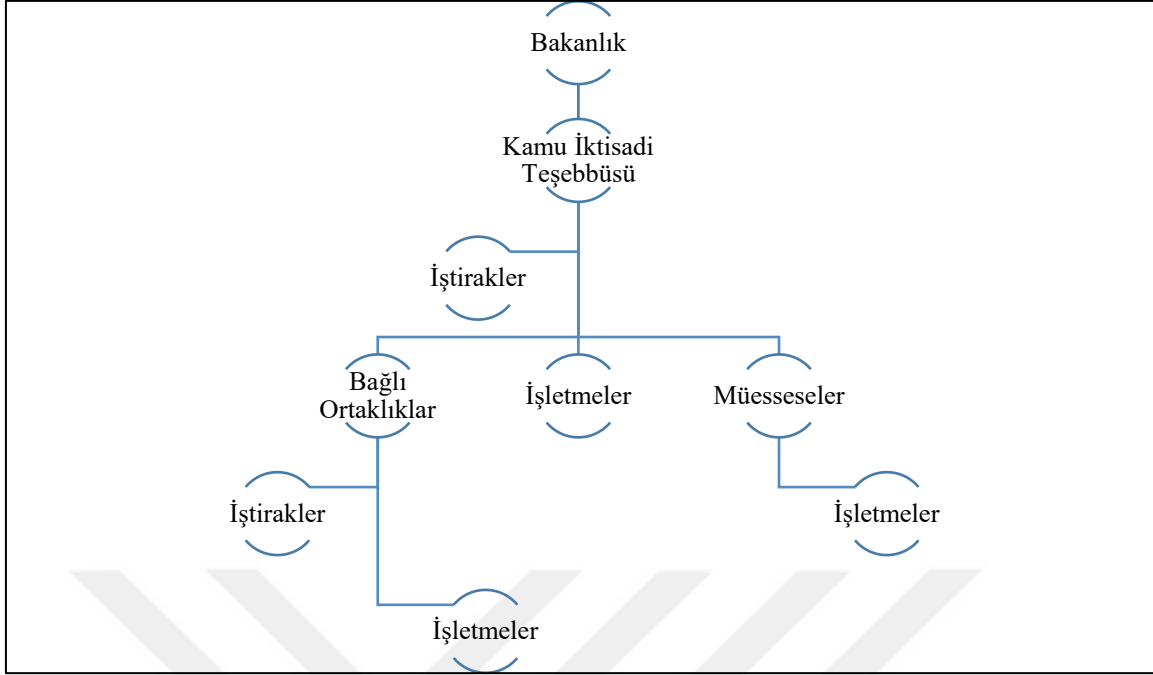 Bakanlık
Kamu İktisadi
Teşebbüsü
İştirakler
Bağlı
Ortaklıklar
İşletmeler
Müesseseler
İştirakler
İşletmeler
İşletmeler